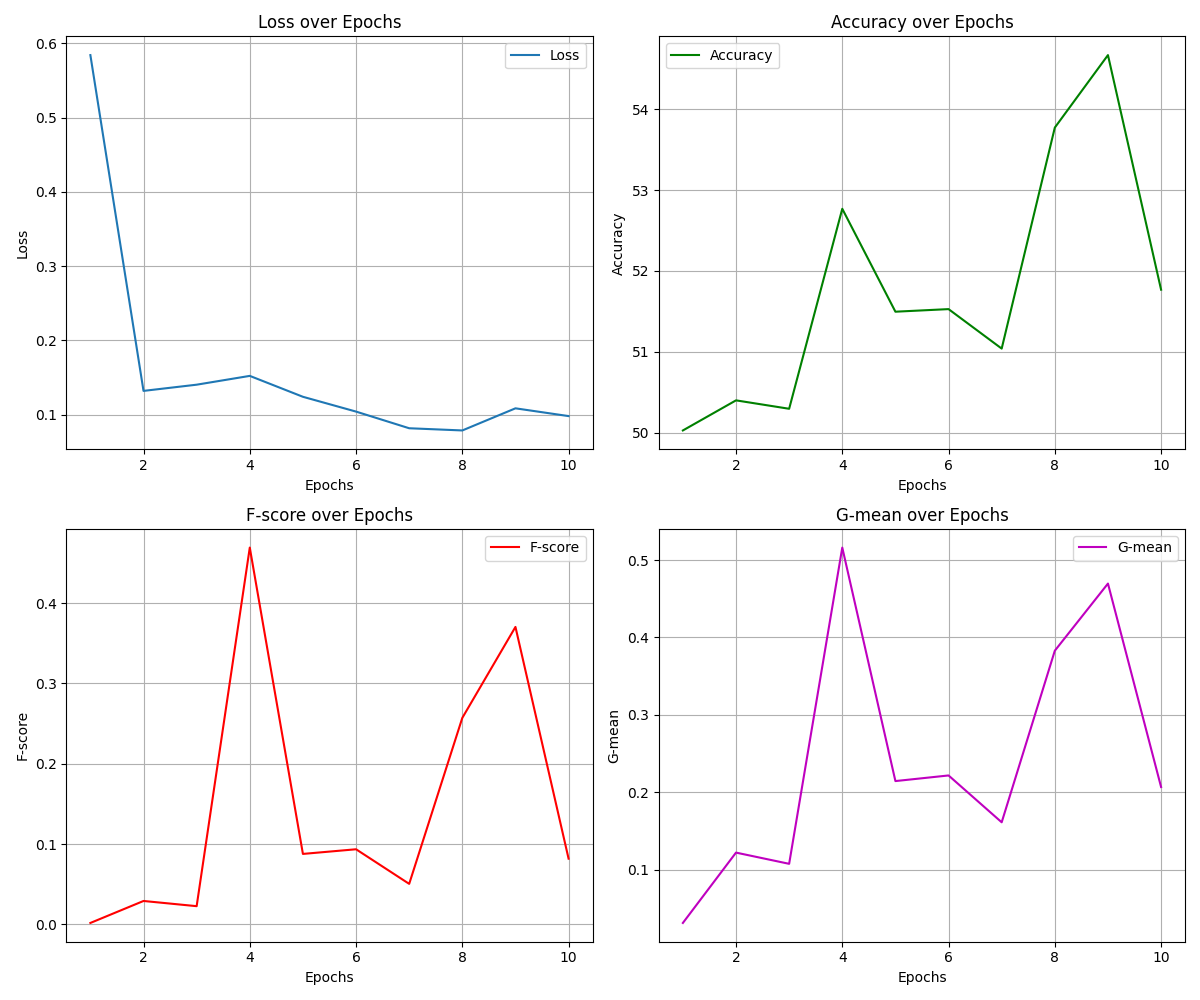 Loss over Epochs
Loss
0.6
0.5
0.4
0.3
0.2
0.1
Loss
2 4 6 8 10
Epochs
Accuracy over Epochs
Accuracy
54
53
52
51
50
Accuracy
2 4 6 8 10
Epochs
F-score over Epochs
F-score
0.4
0.3
0.2
0.1
0.0
F-score
2 4 6 8 10
Epochs
G-mean over Epochs
G-mean
0.5
0.4
0.3
0.2
0.1
G-mean
2 4 6 8 10
Epochs